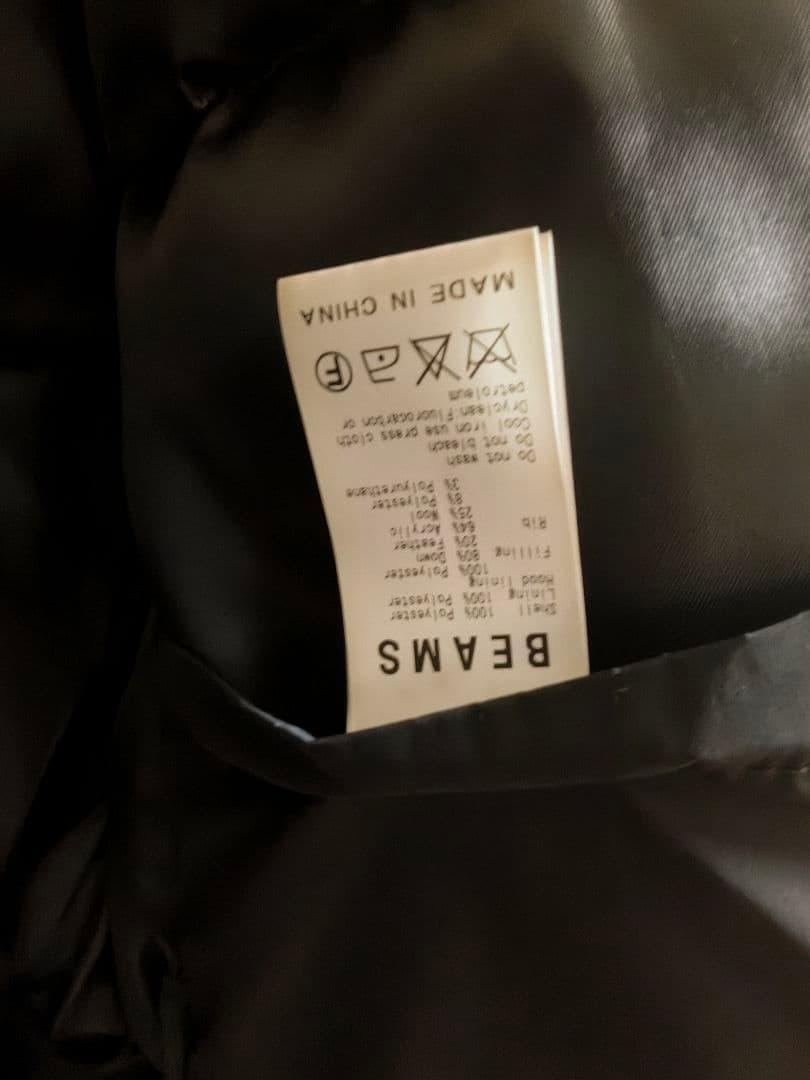 BEAMS
Shell 100% Polyester
Lining 100% Polyester
Hood lining
100% Polyester
Filling 80% Down
20% Feather
Rib 64% Acrylic
25% Wool
8% Polyester
3% Polyurethane
Do not wash
Do not bleach
Cool iron use press cloth
Dryclean:Fluorocarbon or
petroleum
F
MADE IN CHINA